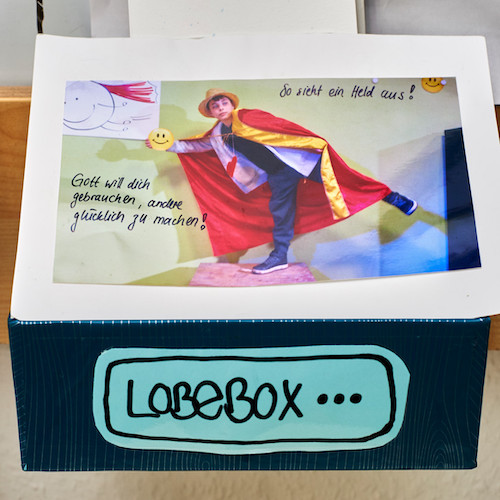 So sieht ein Held aus!
Gott will dich
gebrauchen, andere
glücklich zu machen!
LOBEBOX ...